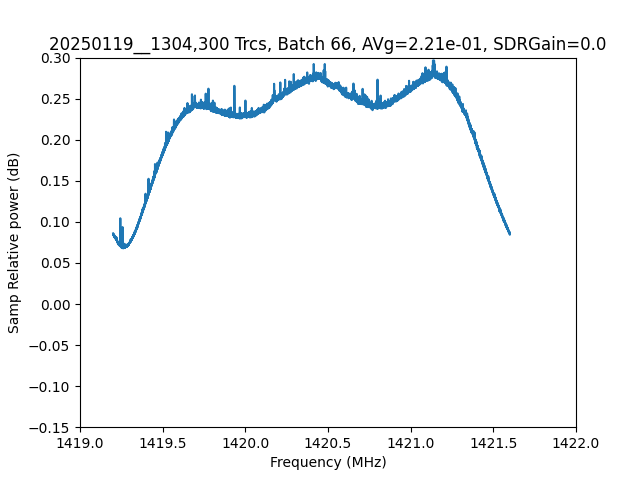 20250119__1304,300 Trcs, Batch 66, AVg=2.21e-01, SDRGain=0.0
0.30
0.25
0.20
0.15
0.10
0.05
0.00
−0.05
−0.10
−0.15
Samp Relative power (dB)
1419.0 1419.5 1420.0 1420.5 1421.0 1421.5 1422.0
Frequency (MHz)